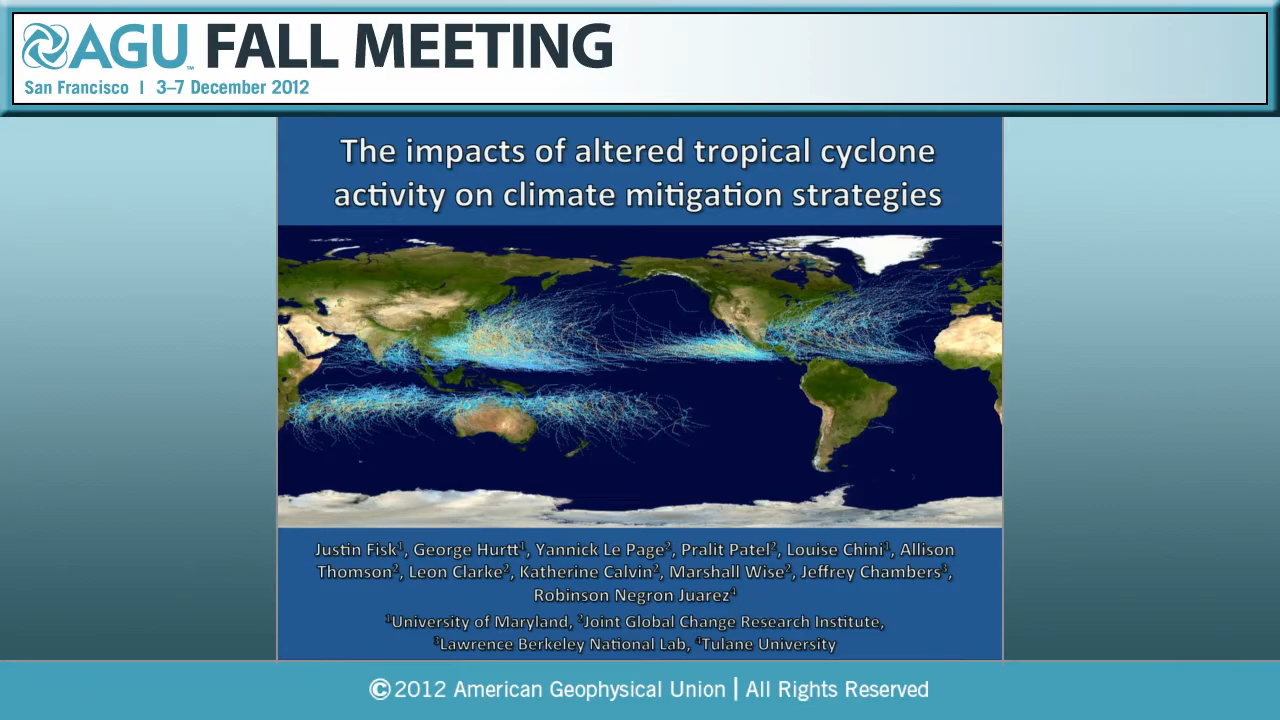 AGU™ FALL MEETING
San Francisco | 3–7 December 2012
The impacts of altered tropical cyclone
activity on climate mitigation strategies
Justin Fisk¹, George Hurtt¹, Yannick Le Page², Pralit Patel², Louise Chini¹, Allison
Thomson², Leon Clarke², Katherine Calvin², Marshall Wise², Jeffrey Chambers³,
Robinson Negron Juarez⁴
¹University of Maryland, ²Joint Global Change Research Institute,
³Lawrence Berkeley National Lab, ⁴Tulane University
©2012 American Geophysical Union | All Rights Reserved